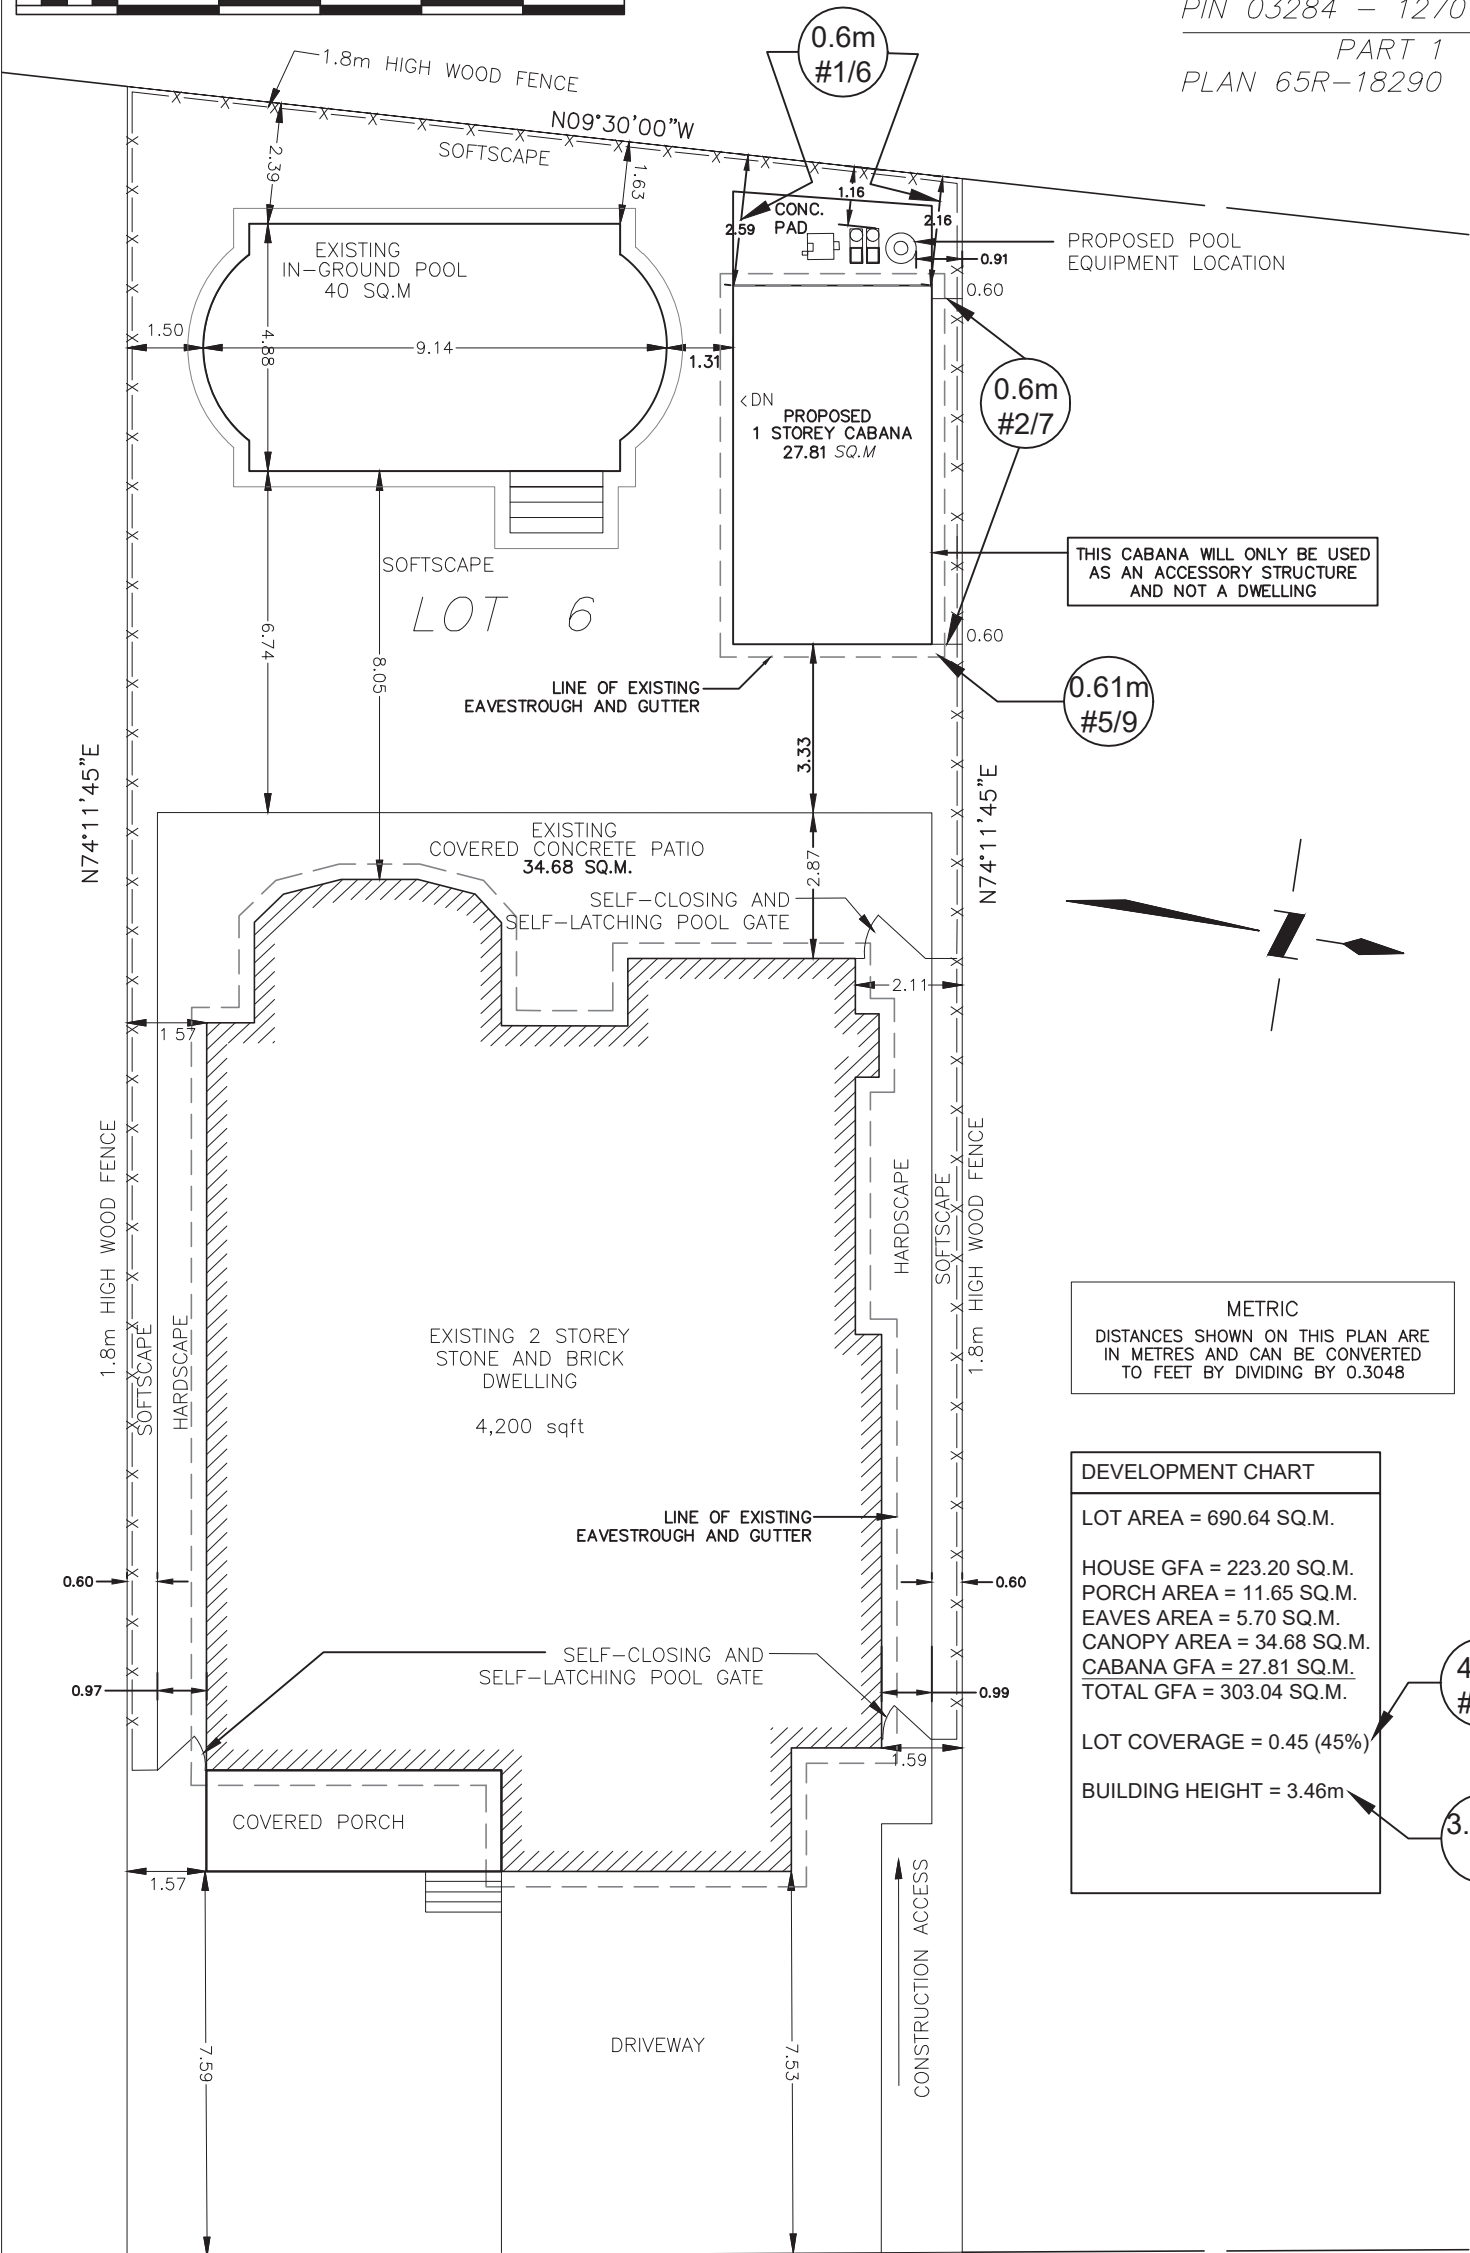 PIN 03284 - 1270
PART 1
PLAN 65R-18290
0.6m
#1/6
1.8m HIGH WOOD FENCE
N09°30'00"W
SOFTSCAPE
2.39
1.63
1.16
CONC.
PAD
2.59
2.16
PROPOSED POOL
EQUIPMENT LOCATION
0.91
0.60
EXISTING
IN-GROUND POOL
40 SQ.M
1.50
4.88
9.14
1.31
0.6m
#2/7
<DN
PROPOSED
1 STOREY CABANA
27.81 SQ.M
THIS CABANA WILL ONLY BE USED
AS AN ACCESSORY STRUCTURE
AND NOT A DWELLING
SOFTSCAPE
LOT 6
6.74
8.05
0.60
LINE OF EXISTING
EAVESTROUGH AND GUTTER
0.61m
#5/9
3.33
N74°11'45"E
N74°11'45"E
EXISTING
COVERED CONCRETE PATIO
34.68 SQ.M.
2.87
SELF-CLOSING AND
SELF-LATCHING POOL GATE
2.11
1.57
1.8m HIGH WOOD FENCE
SOFTSCAPE
HARDSCAPE
HARDSCAPE
SOFTSCAPE
1.8m HIGH WOOD FENCE
EXISTING 2 STOREY
STONE AND BRICK
DWELLING
4,200 sqft
METRIC
DISTANCES SHOWN ON THIS PLAN ARE
IN METRES AND CAN BE CONVERTED
TO FEET BY DIVIDING BY 0.3048
LINE OF EXISTING
EAVESTROUGH AND GUTTER
0.60
0.60
DEVELOPMENT CHART
LOT AREA = 690.64 SQ.M.
HOUSE GFA = 223.20 SQ.M.
PORCH AREA = 11.65 SQ.M.
EAVES AREA = 5.70 SQ.M.
CANOPY AREA = 34.68 SQ.M.
CABANA GFA = 27.81 SQ.M.
TOTAL GFA = 303.04 SQ.M.
LOT COVERAGE = 0.45 (45%)
BUILDING HEIGHT = 3.46m
4
#
3.
SELF-CLOSING AND
SELF-LATCHING POOL GATE
0.97
0.99
1.59
COVERED PORCH
1.57
CONSTRUCTION ACCESS
DRIVEWAY
7.59
7.53